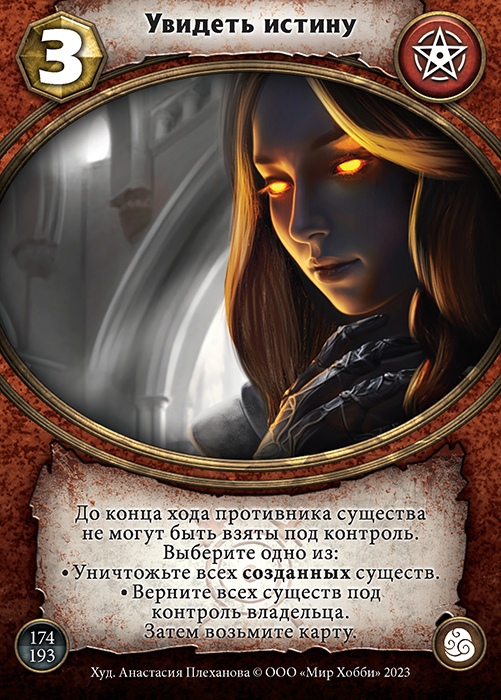 3
Увидеть истину
До конца хода противника существа
не могут быть взяты под контроль.
Выберите одно из:
• Уничтожьте всех созданных существ.
• Верните всех существ под
контроль владельца.
Затем возьмите карту.
174
193
Худ. Анастасия Плеханова © ООО «Мир Хобби» 2023